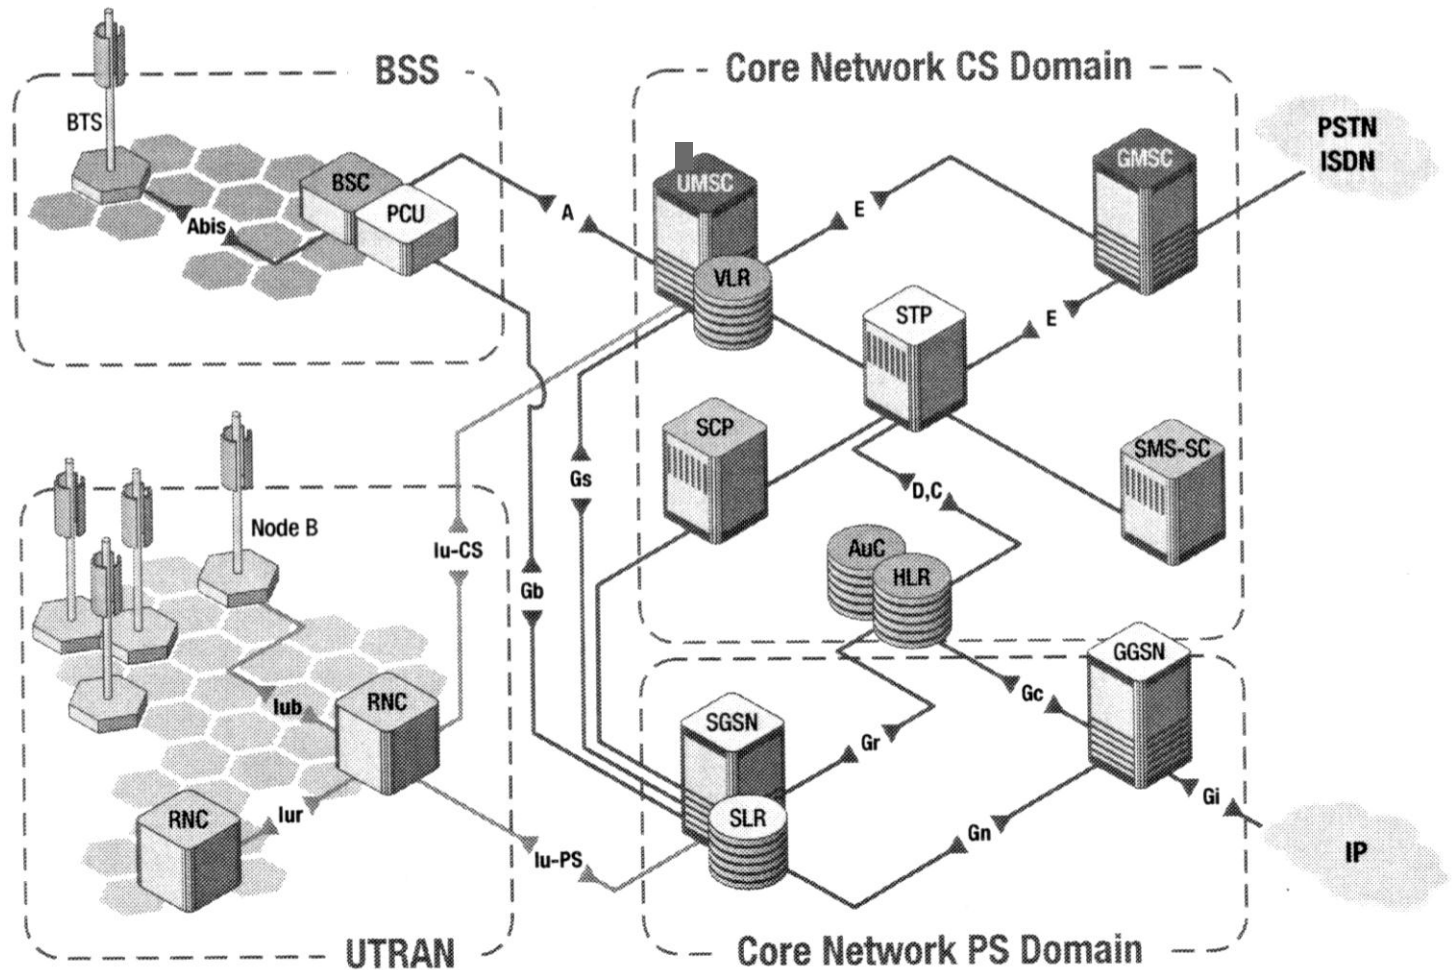 BSS
Core Network CS Domain
BTS
PSTN
ISDN
GMSC
UMSC
BSC
PCU
Abis
A
E
VLR
STP
E
SCP
SMS-SC
Gs
D,C
Node B
Iu-CS
AuC
HLR
Gb
GGSN
Gc
RNC
Iub
SGSN
Gr
Gi
RNC
Iur
SLR
Gn
Iu-PS
IP
UTRAN
Core Network PS Domain